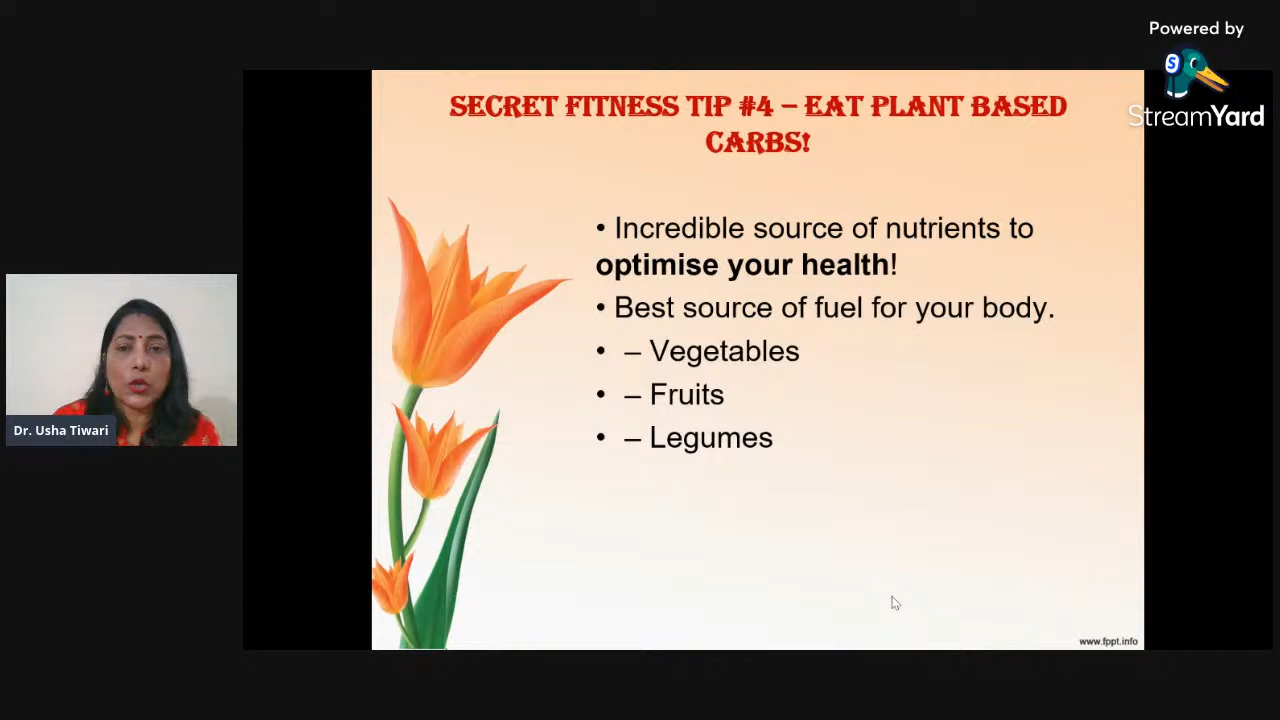 Powered by
S
StreamYard
SECRET FITNESS TIP #4 – EAT PLANT BASED
CARBS!
• Incredible source of nutrients to
optimise your health!
• Best source of fuel for your body.
• – Vegetables
• – Fruits
• – Legumes
Dr. Usha Tiwari
www.fppt.info